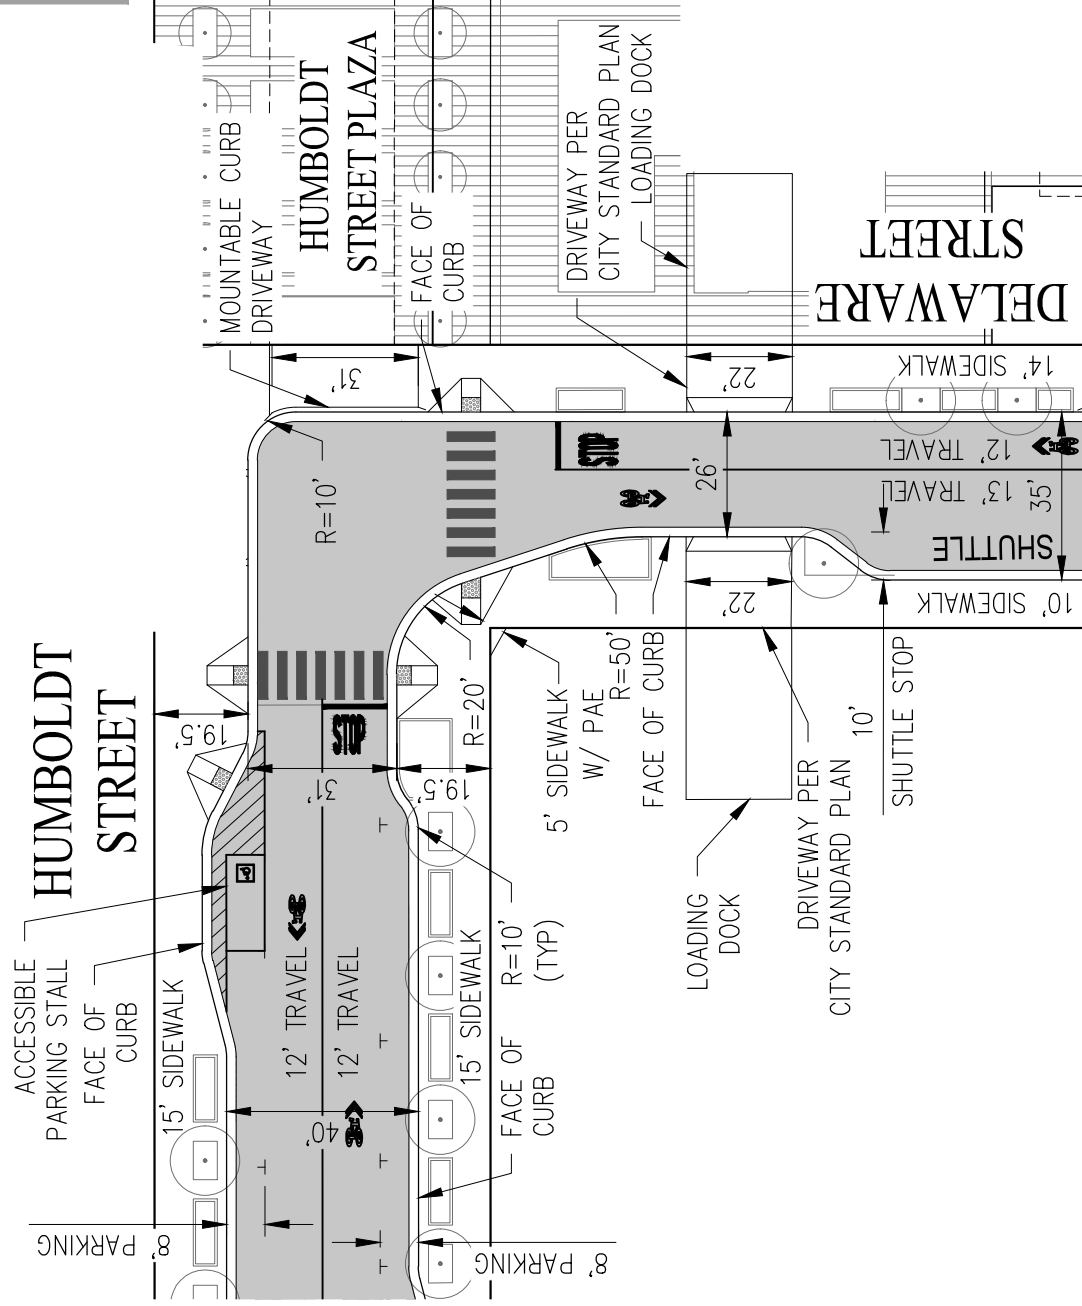 HUMBOLDT
STREET PLAZA
MOUNTABLE CURB
DRIVEWAY
FACE OF
CURB
DRIVEWAY PER
CITY STANDARD PLAN
LOADING DOCK
DELAWARE
STREET
31'
22'
14' SIDEWALK
12' TRAVEL
13' TRAVEL
35'
26'
STOP
SHUTTLE
10' SIDEWALK
22'
R=10'
HUMBOLDT
STREET
19.5'
STOP
31'
19.5'
R=20'
5' SIDEWALK
W/ PAE
R=50'
FACE OF CURB
10'
SHUTTLE STOP
DRIVEWAY PER
CITY STANDARD PLAN
LOADING
DOCK
ACCESSIBLE
PARKING STALL
FACE OF
CURB
15' SIDEWALK
12' TRAVEL
12' TRAVEL
15' SIDEWALK
R=10'
(TYP)
FACE OF
CURB
40'
8' PARKING
8' PARKING